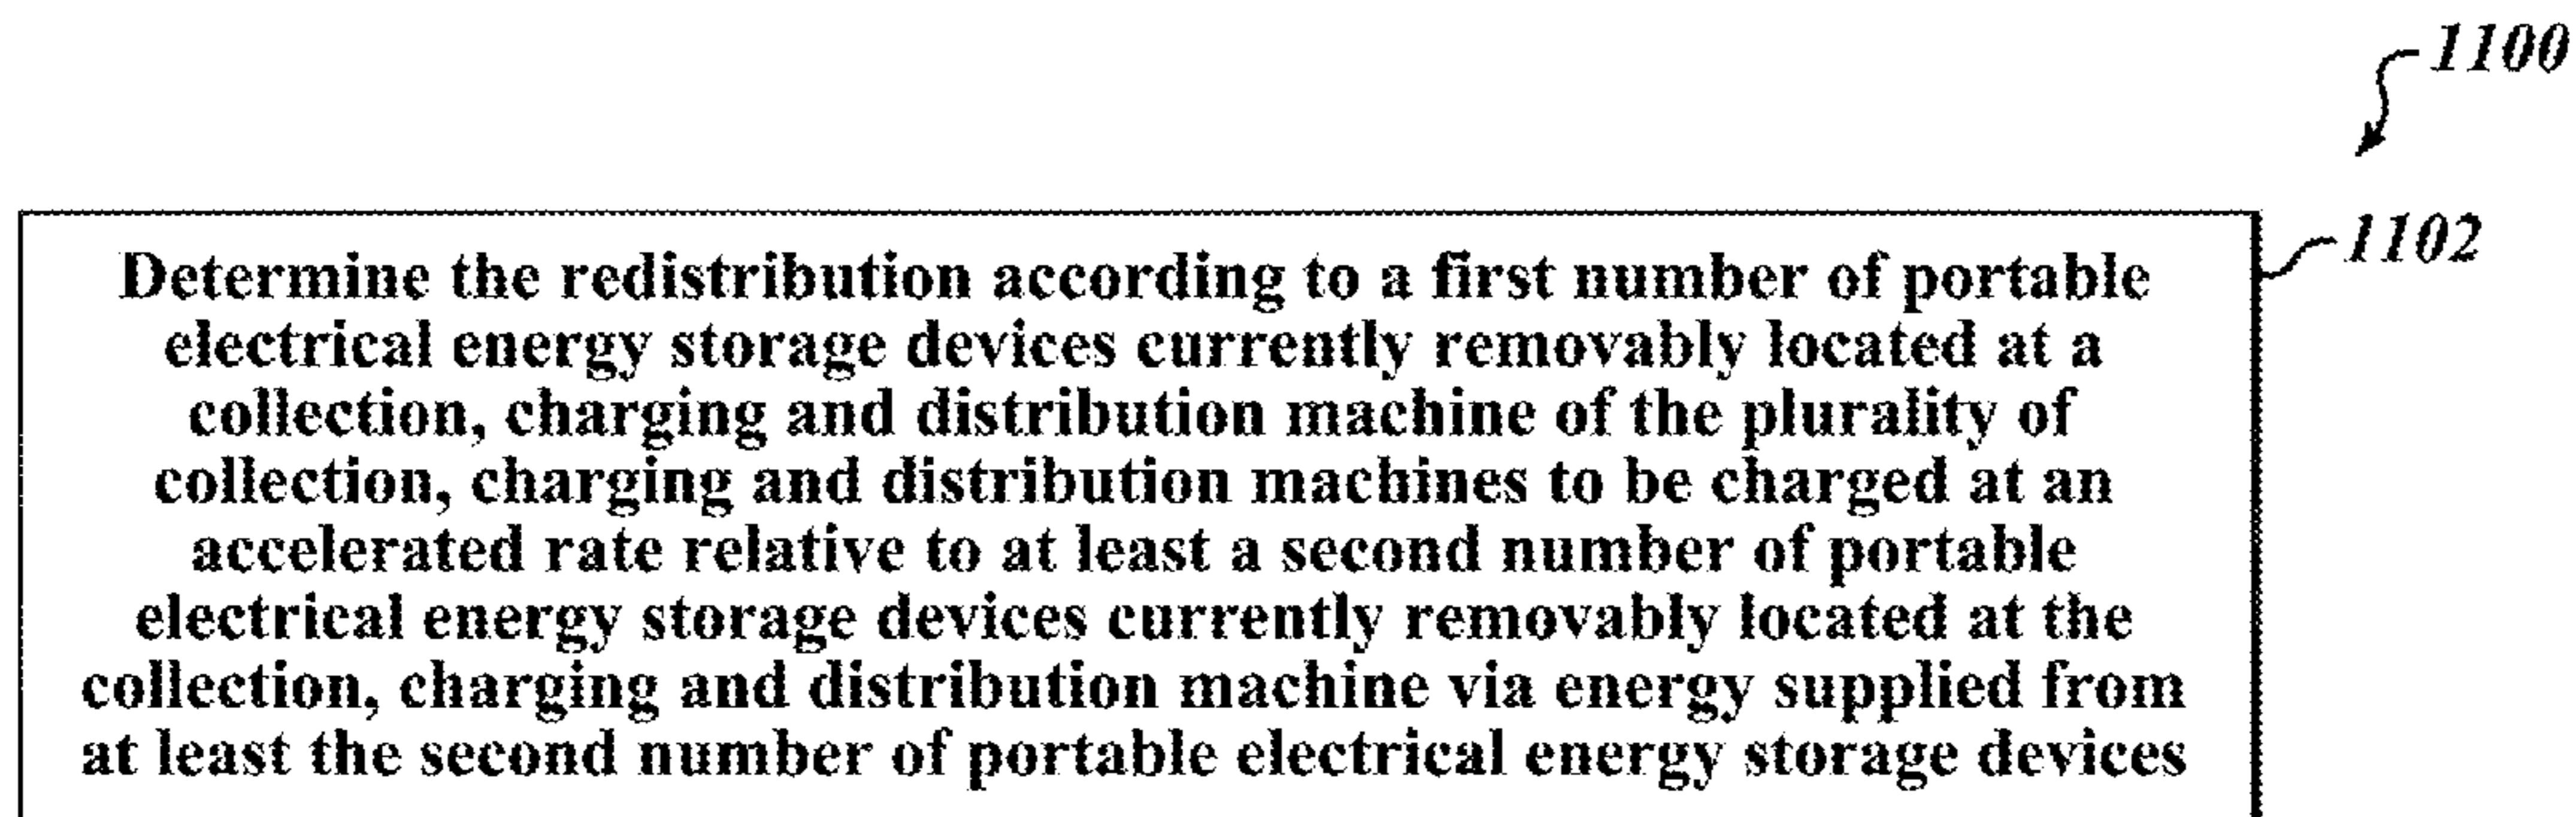 1100
1102
Determine the redistribution according to a first number of portable
electrical energy storage devices currently removably located at a
collection, charging and distribution machine of the plurality of
collection, charging and distribution machines to be charged at an
accelerated rate relative to at least a second number of portable
electrical energy storage devices currently removably located at the
collection, charging and distribution machine via energy supplied from
at least the second number of portable electrical energy storage devices